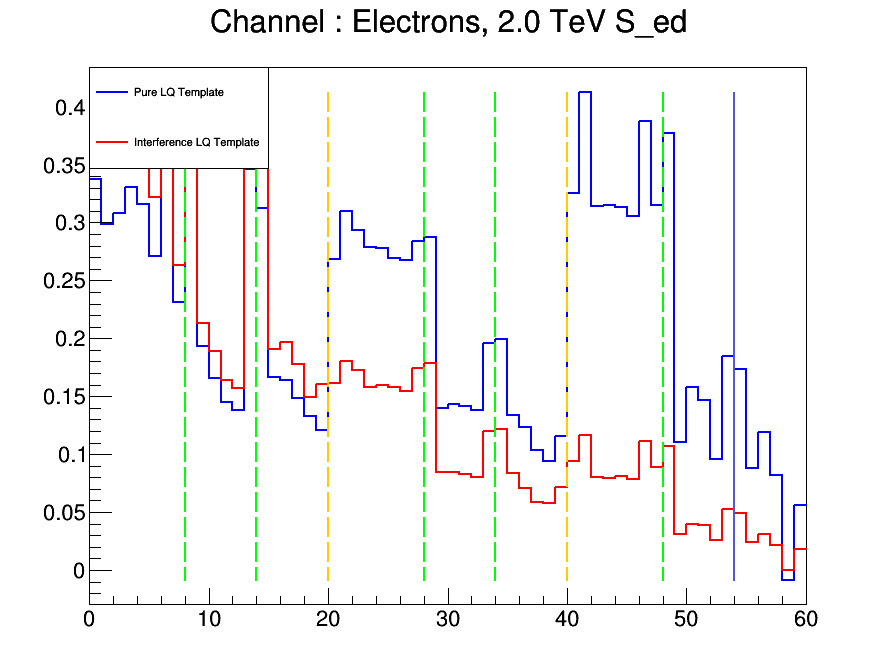 Channel : Electrons, 2.0 TeV S_ed
Pure LQ Template
Interference LQ Template
0.4
0.35
0.3
0.25
0.2
0.15
0.1
0.05
0
0 10 20 30 40 50 60